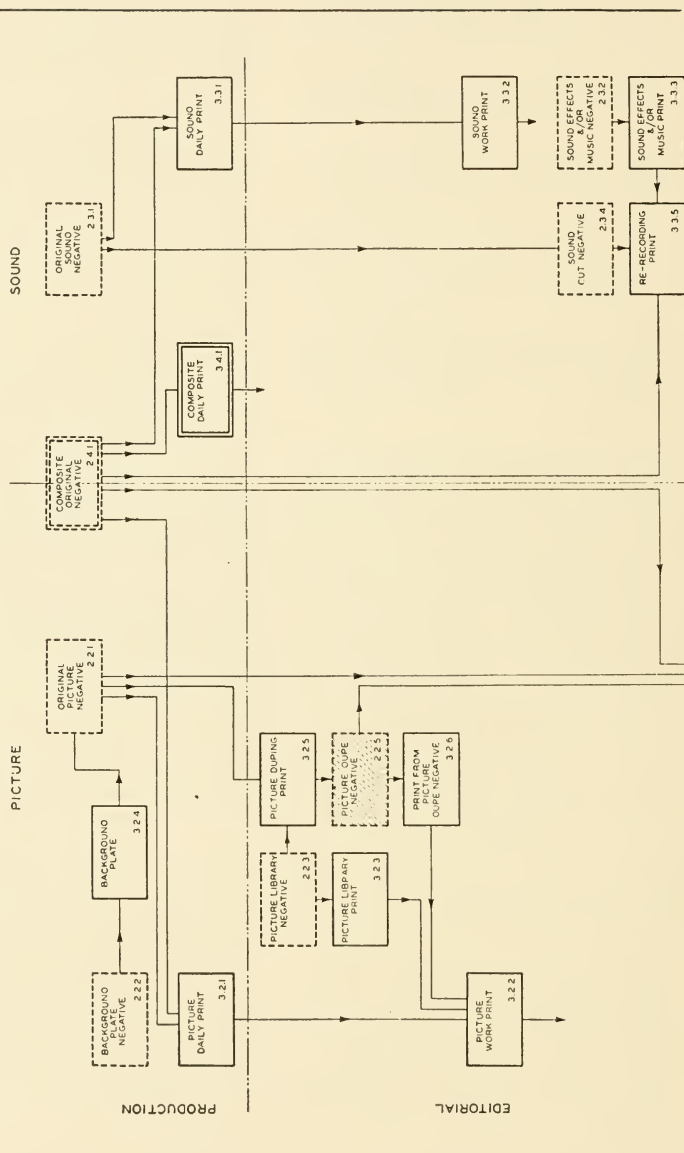 PICTURE
SOUND
PRODUCTION
EDITORIAL
BACKGROUND
PLATE
NEGATIVE
2 2 2
BACKGROUND
PLATE
3 2 4
ORIGINAL
PICTURE
NEGATIVE
2 2 1
COMPOSITE
ORIGINAL
NEGATIVE
2 4 1
ORIGINAL
SOUND
NEGATIVE
2 3 1
PICTURE
DAILY PRINT
3.2.1
COMPOSITE
DAILY PRINT
3 4.1
SOUND
DAILY PRINT
3.3 1
PICTURE LIBRARY
NEGATIVE
2 2 3
PICTURE DUPING
PRINT
3 2 5
PICTURE LIBPARY
PRINT
3 2 3
PICTURE OUPE
NEGATIVE
2 2 5
PRINT FROM
PICTURE
OUPE NEGATIVE
3 2 6
PICTURE
WORK PRINT
3 2 2
SOUND
WORK PRINT
3 3 2
SOUND
CUT NEGATIVE
2 3 4
SOUND EFFECTS
&/OR
MUSIC NEGATIVE
2 3 2
RE-RECORDING
PRINT
3 3.5
SOUND EFFECTS
&/OR
MUSIC PRINT
3 3 3